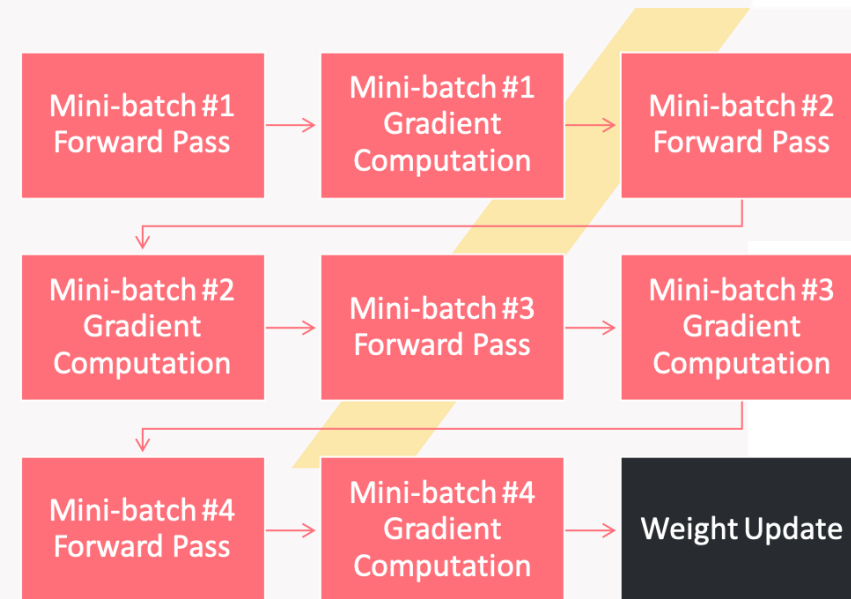 Mini-batch #1
Forward Pass
Mini-batch #1
Gradient
Computation
Mini-batch #2
Forward Pass
Mini-batch #2
Gradient
Computation
Mini-batch #3
Forward Pass
Mini-batch #3
Gradient
Computation
Mini-batch #4
Forward Pass
Mini-batch #4
Gradient
Computation
Weight Update